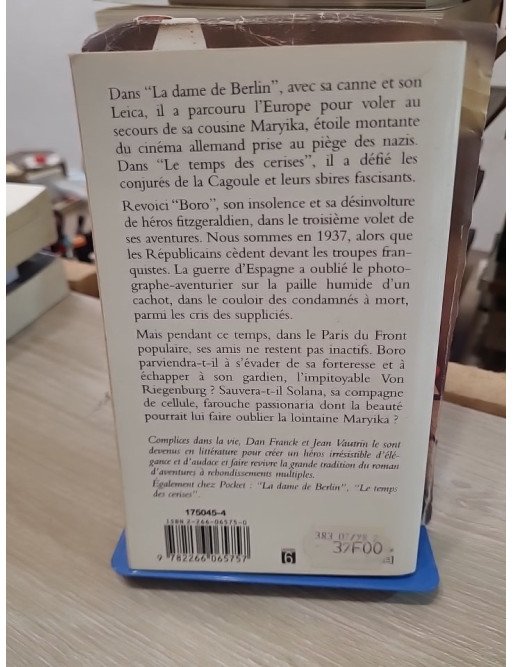 Dans "La dame de Berlin", avec sa canne et son
Leica, il a parcouru l'Europe pour voler au
secours de sa cousine Maryika, étoile montante
du cinéma allemand prise au piège des nazis.
Dans "Le temps des cerises", il a défié les
conjurés de la Cagoule et leurs sbires fascisants.
Revoici "Boro", son insolence et sa désinvolture
de héros fitzgeraldien, dans le troisième volet de
ses aventures. Nous sommes en 1937, alors que
les Républicains cèdent devant les troupes fran-
quistes. La guerre d'Espagne a oublié le photo-
graphe-aventurier sur la paille humide d'un
cachot, dans le couloir des condamnés à mort,
parmi les cris des suppliciés.
Mais pendant ce temps, dans le Paris du Front
populaire, ses amis ne restent pas inactifs. Boro
parviendra-t-il à s'évader de sa forteresse et à
échapper à son gardien, l'impitoyable Von
Riegenburg ? Sauvera-t-il Solana, sa compagne
de cellule, farouche passionaria dont la beauté
pourrait lui faire oublier la lointaine Maryika ?
Complices dans la vie, Dan Franck et Jean Vautrin le sont
devenus en littérature pour créer un héros irrésistible d'élé-
gance et d'audace et faire revivre la grande tradition du roman
d'aventures à rebondissements multiples.
Également chez Pocket : "La dame de Berlin", "Le temps
des cerises".
175045-4
ISBN 2-266-06575-0
9 782266 065757
6
37F00